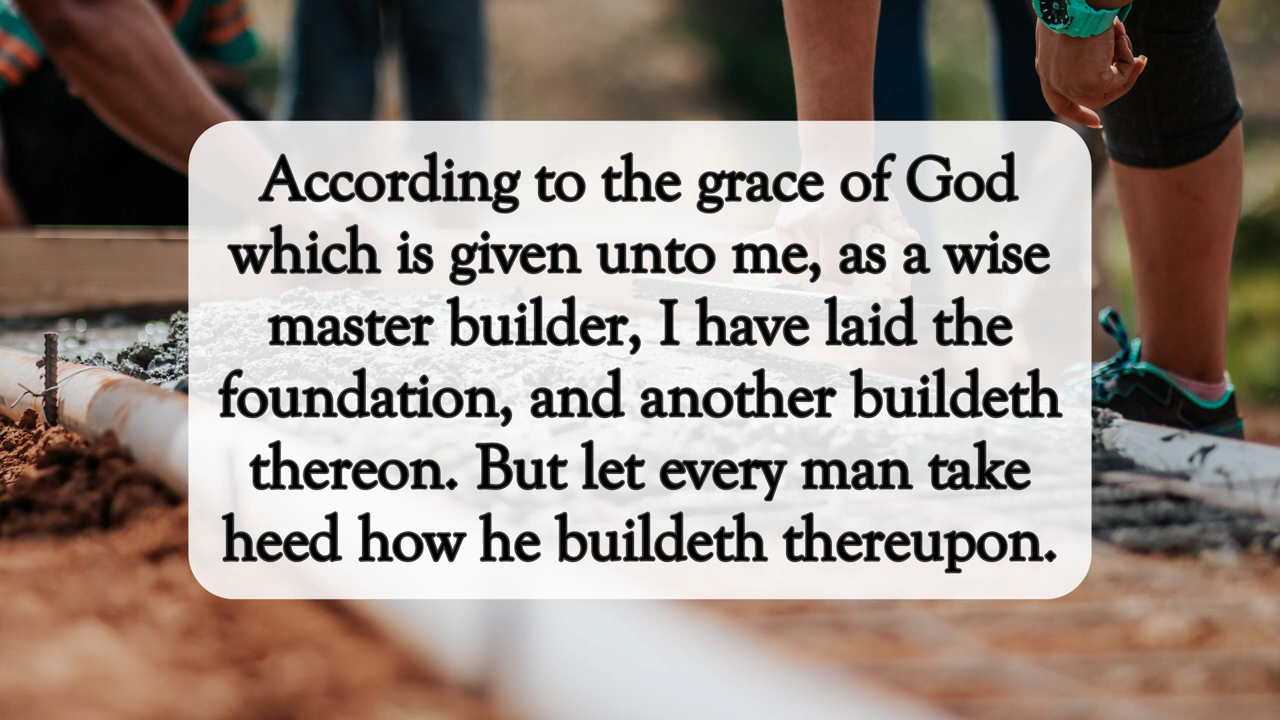 According to the grace of God
which is given unto me, as a wise
master builder, I have laid the
foundation, and another buildeth
thereon. But let every man take
heed how he buildeth thereupon.